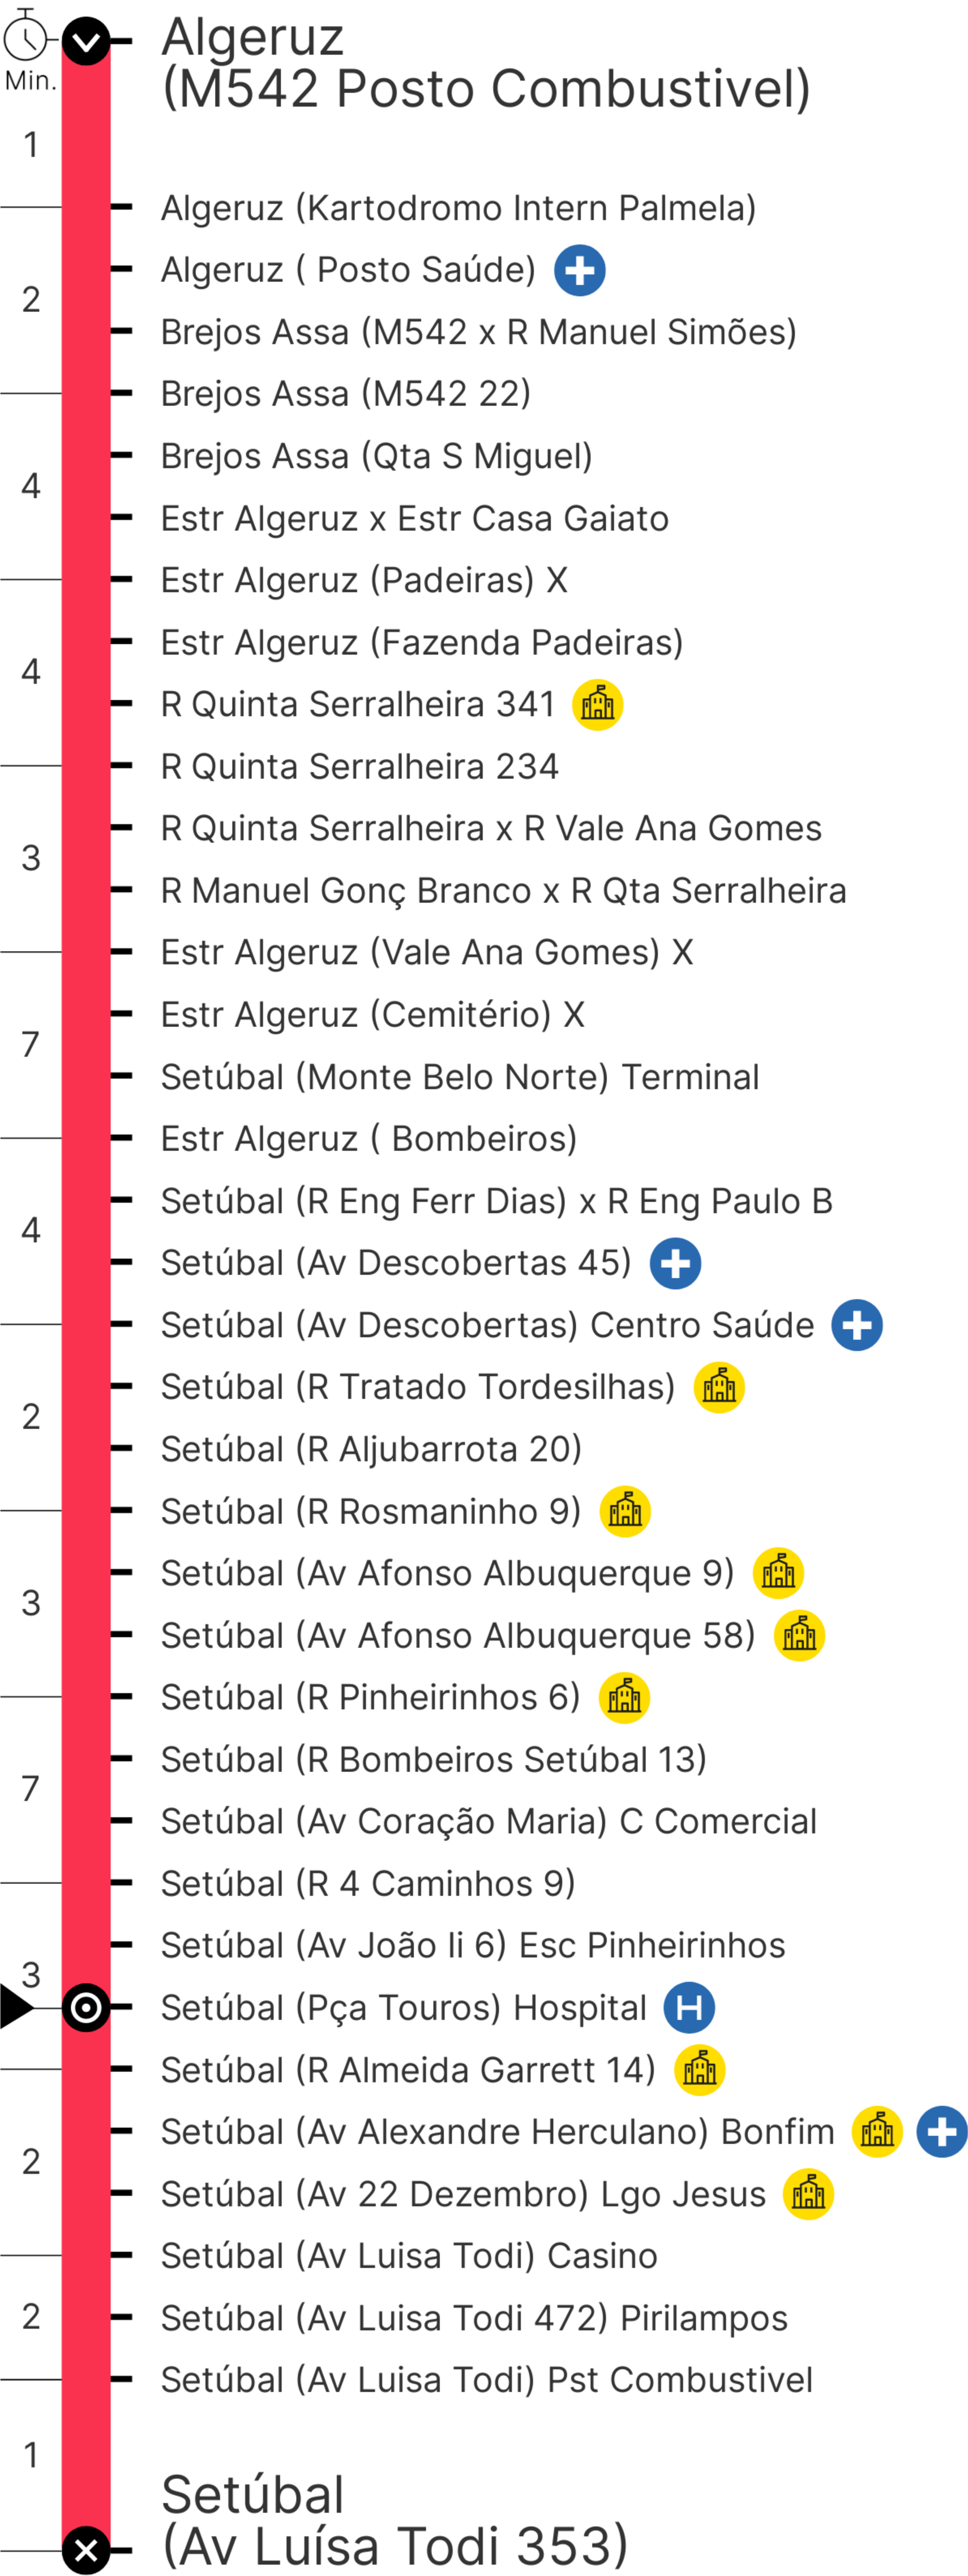 Algeruz
(M542 Posto Combustivel)
Min.
1
Algeruz (Kartodromo Intern Palmela)
Algeruz ( Posto Saúde)
2
Brejos Assa (M542 x R Manuel Simões)
Brejos Assa (M542 22)
Brejos Assa (Qta S Miguel)
4
Estr Algeruz x Estr Casa Gaiato
Estr Algeruz (Padeiras) X
Estr Algeruz (Fazenda Padeiras)
4
R Quinta Serralheira 341
R Quinta Serralheira 234
R Quinta Serralheira x R Vale Ana Gomes
3
R Manuel Gonç Branco x R Qta Serralheira
Estr Algeruz (Vale Ana Gomes) X
Estr Algeruz (Cemitério) X
7
Setúbal (Monte Belo Norte) Terminal
Estr Algeruz ( Bombeiros)
Setúbal (R Eng Ferr Dias) x R Eng Paulo B
4
Setúbal (Av Descobertas 45)
Setúbal (Av Descobertas) Centro Saúde
Setúbal (R Tratado Tordesilhas)
2
Setúbal (R Aljubarrota 20)
Setúbal (R Rosmaninho 9)
Setúbal (Av Afonso Albuquerque 9)
3
Setúbal (Av Afonso Albuquerque 58)
Setúbal (R Pinheirinhos 6)
Setúbal (R Bombeiros Setúbal 13)
7
Setúbal (Av Coração Maria) C Comercial
Setúbal (R 4 Caminhos 9)
Setúbal (Av João Ii 6) Esc Pinheirinhos
3
Setúbal (Pça Touros) Hospital H
Setúbal (R Almeida Garrett 14)
Setúbal (Av Alexandre Herculano) Bonfim
2
Setúbal (Av 22 Dezembro) Lgo Jesus
Setúbal (Av Luisa Todi) Casino
2
Setúbal (Av Luisa Todi 472) Pirilampos
Setúbal (Av Luisa Todi) Pst Combustivel
1
Setúbal
(Av Luísa Todi 353)